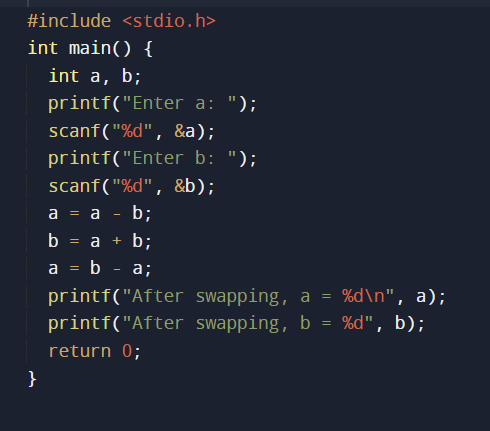 #include <stdio.h>
int main() {
  int a, b;
  printf("Enter a: ");
  scanf("%d", &a);
  printf("Enter b: ");
  scanf("%d", &b);
  a = a - b;
  b = a + b;
  a = b - a;
  printf("After swapping, a = %d\n", a);
  printf("After swapping, b = %d", b);
  return 0;
}